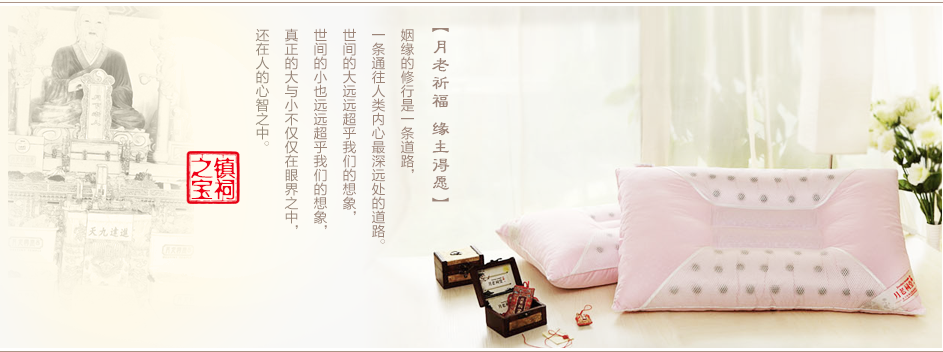 【月老祈福 缘主得愿】
姻缘的修行是一条道路，
一条通往人类内心最深远处的道路。
世间的大远远超乎我们的想象，
世间的小也远远超乎我们的想象，
真正的大与小不仅仅在眼界之中，
还在人的心智之中。
镇祠
之宝
天九達道